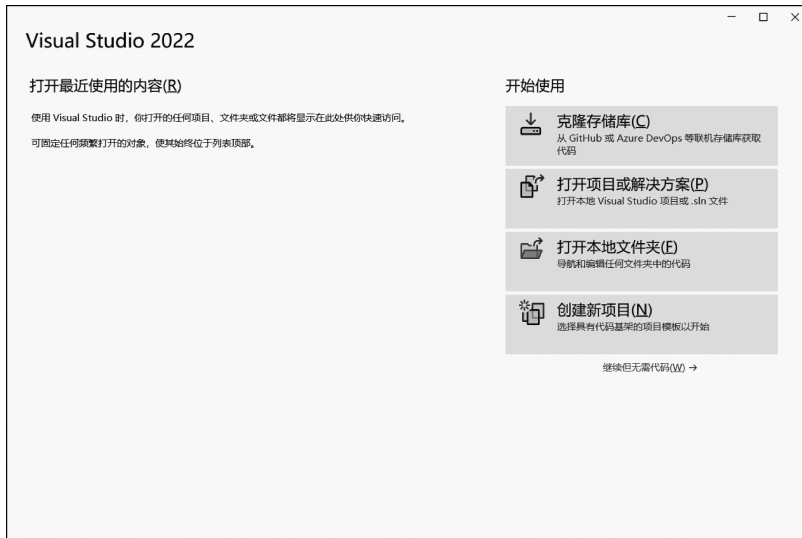 Visual Studio 2022
打开最近使用的内容(R)
使用 Visual Studio 时，你打开的任何项目、文件夹或文件都将显示在此处供你快速访问。
可固定任何频繁打开的对象，使其始终位于列表顶部。
开始使用
克隆存储库(C)
从 GitHub 或 Azure DevOps 等联机存储库获取
代码
打开项目或解决方案(P)
打开本地 Visual Studio 项目或 .sln 文件
打开本地文件夹(F)
导航和编辑任何文件夹中的代码
创建新项目(N)
选择具有代码基架的项目模板以开始
继续但无需代码(W) →